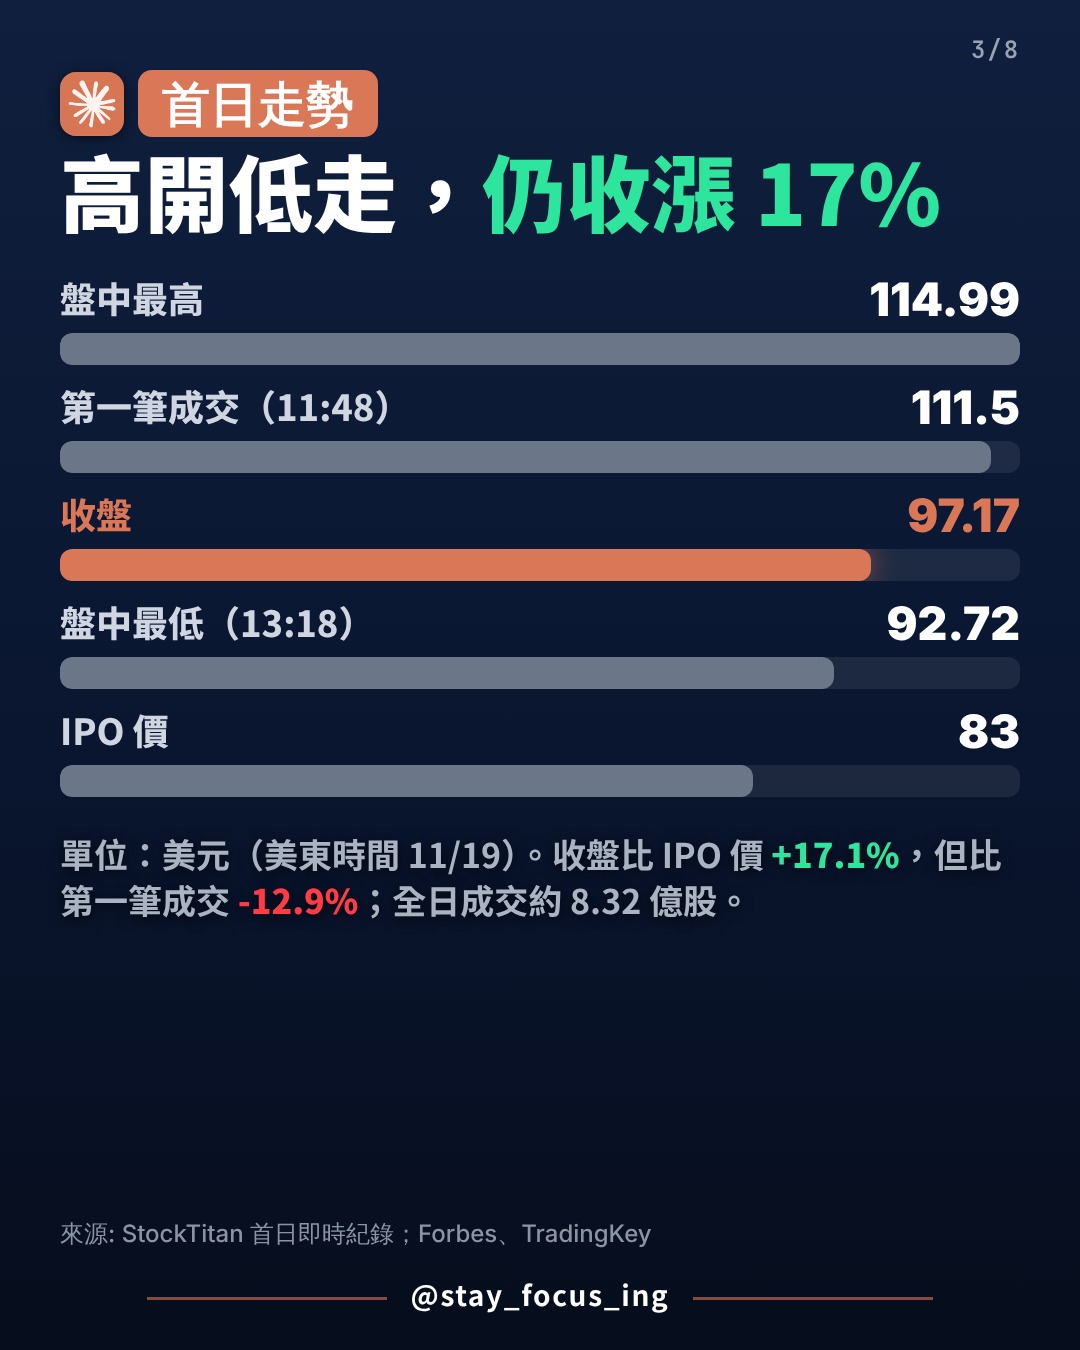 3/8
首日走勢
高開低走，仍收漲 17%
盤中最高 114.99
第一筆成交（11:48） 111.5
收盤 97.17
盤中最低（13:18） 92.72
IPO 價 83
單位：美元（美東時間 11/19）。收盤比 IPO 價 +17.1%，但比
第一筆成交 -12.9%；全日成交約 8.32 億股。
來源: StockTitan 首日即時紀錄；Forbes、TradingKey
@stay_focus_ing